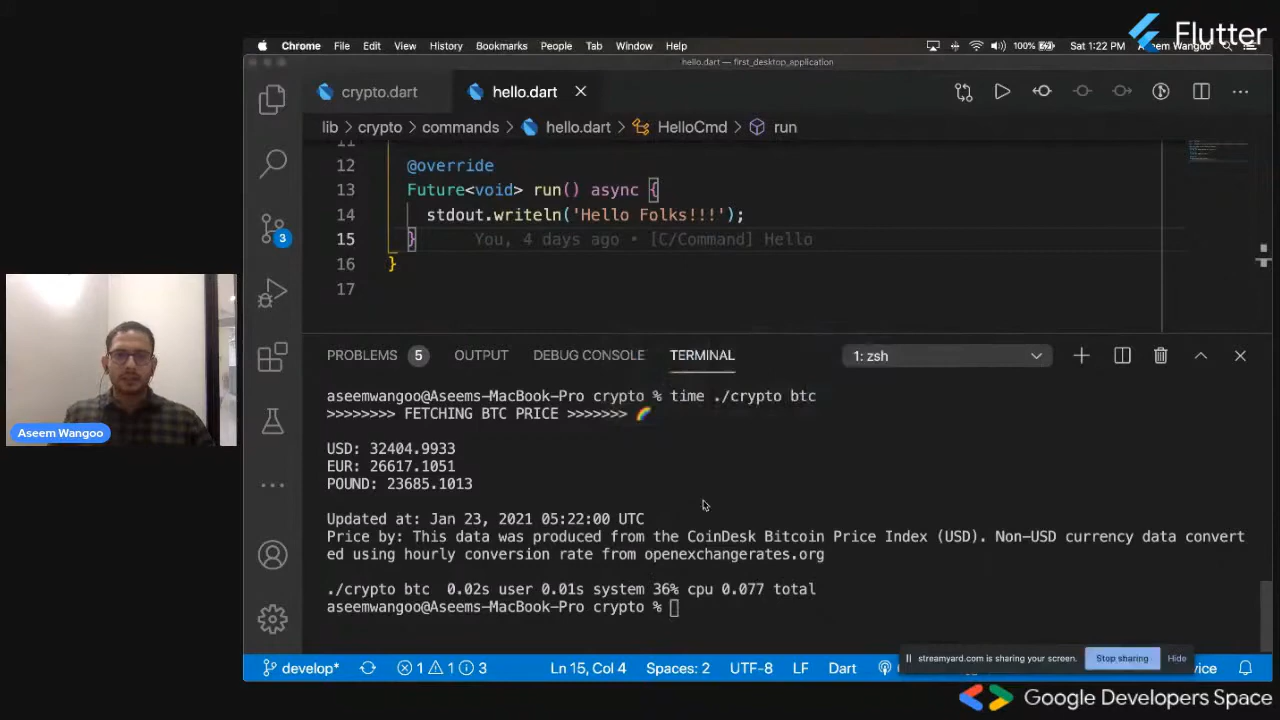 Flutter
Chrome File Edit View History Bookmarks People Tab Window Help 100% Sat 1:22 PM Aseem Wangoo
hello.dart — first_desktop_application
crypto.dart hello.dart
lib > crypto > commands > hello.dart > HelloCmd > run
11
12 @override
13 Future<void> run() async {
14 stdout.writeln('Hello Folks!!!');
15 } You, 4 days ago • [C/Command] Hello
16 }
17
3
PROBLEMS 5 OUTPUT DEBUG CONSOLE TERMINAL 1: zsh
aseemwangoo@Aseems-MacBook-Pro crypto % time ./crypto btc
>>>>>>>> FETCHING BTC PRICE >>>>>>> 🌈
USD: 32404.9933
EUR: 26617.1051
POUND: 23685.1013
Updated at: Jan 23, 2021 05:22:00 UTC
Price by: This data was produced from the CoinDesk Bitcoin Price Index (USD). Non-USD currency data convert
ed using hourly conversion rate from openexchangerates.org
./crypto btc 0.02s user 0.01s system 36% cpu 0.077 total
aseemwangoo@Aseems-MacBook-Pro crypto %
Aseem Wangoo
streamyard.com is sharing your screen. Stop sharing Hide
develop* 1 1 3 Ln 15, Col 4 Spaces: 2 UTF-8 LF Dart
Google Developers Space